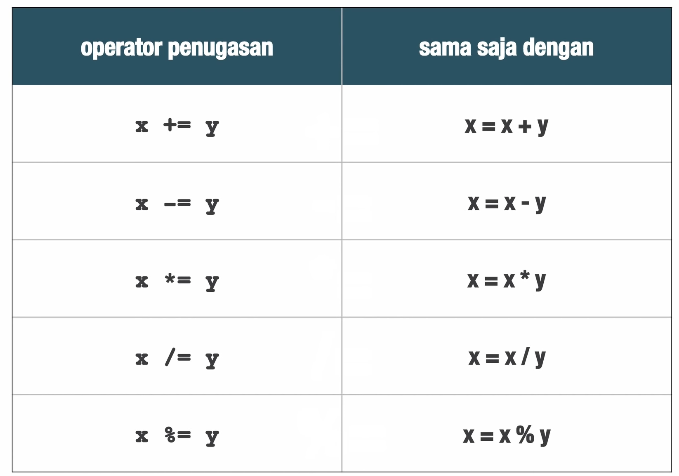 operator penugasan sama saja dengan
x += y x = x + y
x -= y x = x - y
x *= y x = x * y
x /= y x = x / y
x %= y x = x % y